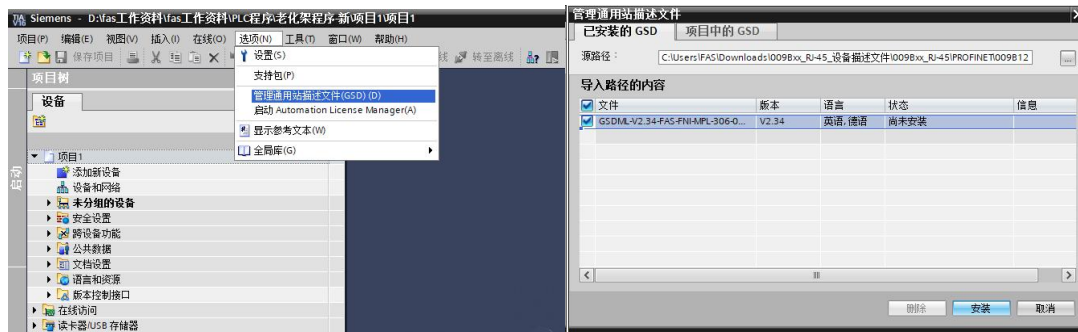 Siemens - D:\fas工作资料\fas工作资料\PLC程序\老化架程序-新\项目1\项目1
项目(P) 编辑(E) 视图(V) 插入(I) 在线(O) 选项(N) 工具(T) 窗口(W) 帮助(H)
保存项目
转至离线
设置(S)
支持包(P)
管理通用站描述文件(GSD) (D)
启动 Automation License Manager(A)
显示参考文本(W)
全局库(G)
项目树
设备
启动
项目1
添加新设备
设备和网络
未分组的设备
安全设置
跨设备功能
公共数据
文档设置
语言和资源
版本控制接口
在线访问
读卡器/USB 存储器
管理通用站描述文件
已安装的 GSD 项目中的 GSD
源路径: C:\Users\FAS\Downloads\009Bxx_RJ-45_设备描述文件\009Bxx_RJ-45\PROFINET\009B12
导入路径的内容
文件 版本 语言 状态 信息
GSDML-V2.34-FAS-FNI-MPL-306-0... V2.34 英语, 德语 尚未安装
删除 安装 取消